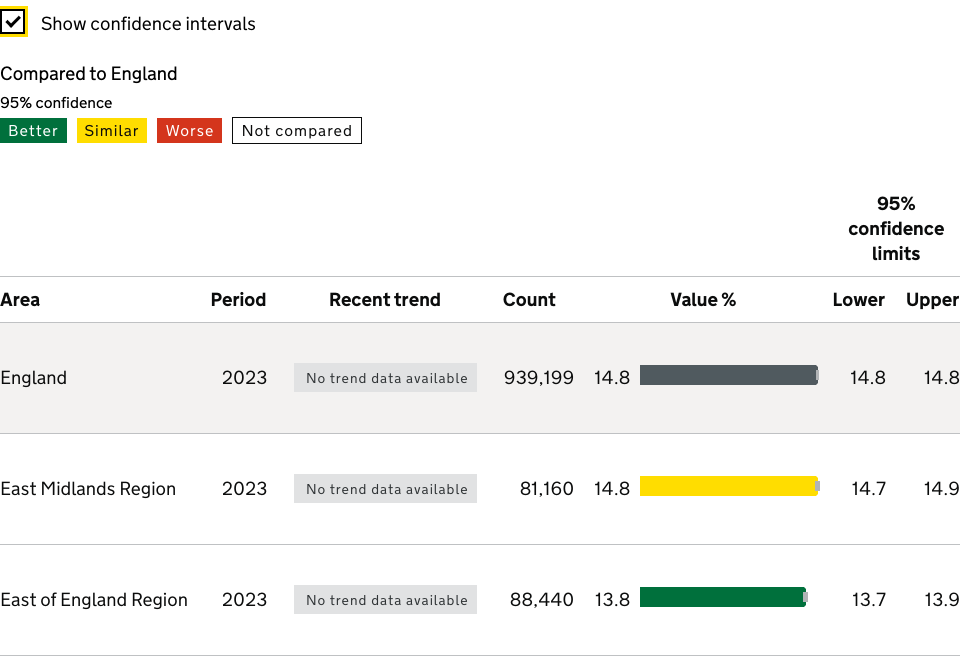 Show confidence intervals
Compared to England
95% confidence
Better Similar Worse Not compared
95%
confidence
limits
Area Period Recent trend Count Value % Lower Upper
England 2023 No trend data available 939,199 14.8 14.8 14.8
East Midlands Region 2023 No trend data available 81,160 14.8 14.7 14.9
East of England Region 2023 No trend data available 88,440 13.8 13.7 13.9